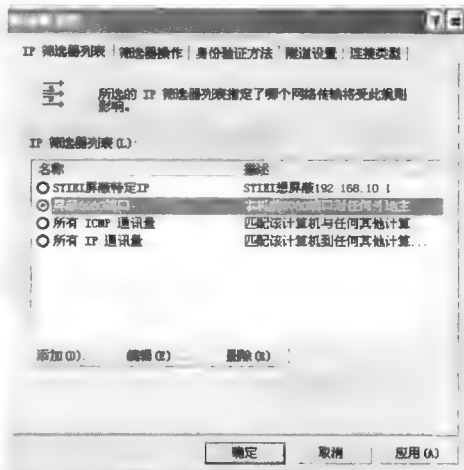 IP 筛选器列表 筛选器操作 身份验证方法 隧道设置 连接类型
所选的 IP 筛选器列表指定了哪个网络传输将受此规则
影响。
IP 筛选器列表(L):
名称 描述
STIKI屏蔽特定IP STIKI想屏蔽192 168.10 1
所有 ICMP 通讯量 匹配该计算机与任何其他计算
所有 IP 通讯量 匹配该计算机到任何其他计算...
添加(D). 编辑(E) 删除(R)
确定 取消 应用(A)